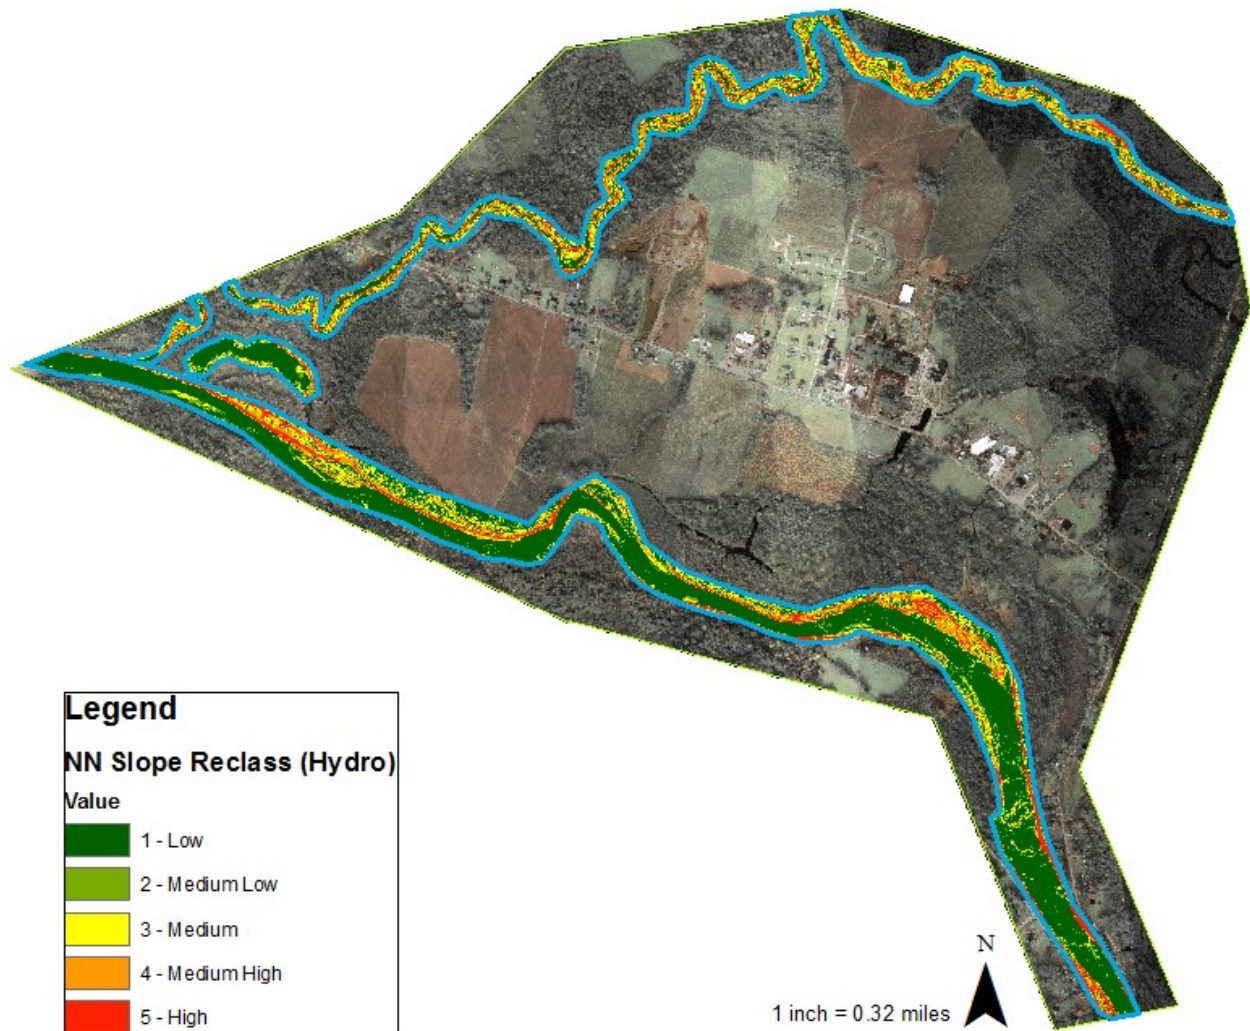 Legend
NN Slope Reclass (Hydro)
Value
1 - Low
2 - Medium Low
3 - Medium
4 - Medium High
5 - High
N
1 inch = 0.32 miles